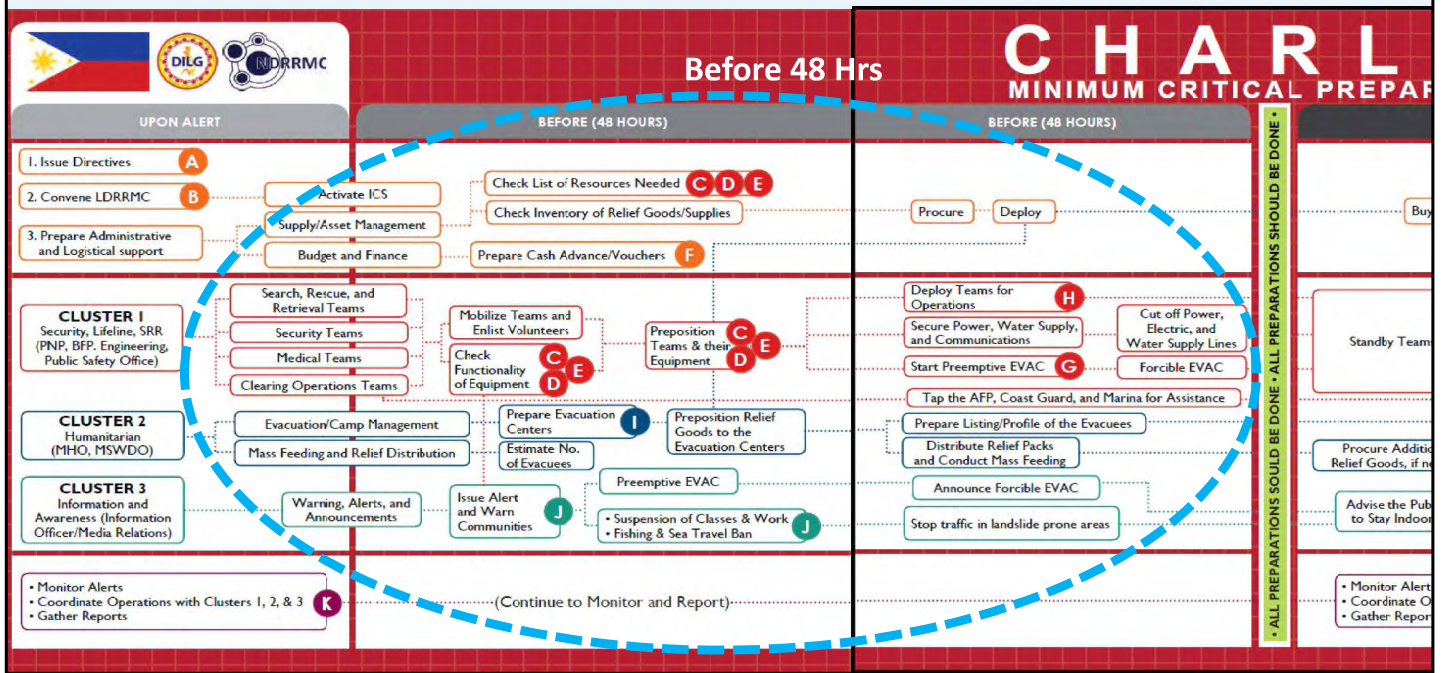 DILG
NDRRMC
Before 48 Hrs
C H A R L
MINIMUM CRITICAL PREPAR
UPON ALERT
BEFORE (48 HOURS)
BEFORE (48 HOURS)
1. Issue Directives
A
2. Convene LDRRMC
B
3. Prepare Administrative
and Logistical support
Activate ICS
Supply/Asset Management
Budget and Finance
Check List of Resources Needed
C D E
Check Inventory of Relief Goods/Supplies
Prepare Cash Advance/Vouchers
F
Procure
Deploy
Buy
CLUSTER 1
Security, Lifeline, SRR
(PNP, BFP. Engineering,
Public Safety Office)
Search, Rescue, and
Retrieval Teams
Security Teams
Medical Teams
Clearing Operations Teams
Mobilize Teams and
Enlist Volunteers
Check
Functionality
of Equipment
C
D
E
Preposition
Teams & their
Equipment
C
D
E
Deploy Teams for
Operations
H
Secure Power, Water Supply,
and Communications
Start Preemptive EVAC
G
Cut off Power,
Electric, and
Water Supply Lines
Forcible EVAC
Tap the AFP, Coast Guard, and Marina for Assistance
Standby Teams
CLUSTER 2
Humanitarian
(MHO, MSWDO)
Evacuation/Camp Management
Mass Feeding and Relief Distribution
Prepare Evacuation
Centers
I
Estimate No.
of Evacuees
Preposition Relief
Goods to the
Evacuation Centers
Prepare Listing/Profile of the Evacuees
Distribute Relief Packs
and Conduct Mass Feeding
Procure Additio
Relief Goods, if ne
CLUSTER 3
Information and
Awareness (Information
Officer/Media Relations)
Warning, Alerts, and
Announcements
Issue Alert
and Warn
Communities
J
Preemptive EVAC
• Suspension of Classes & Work
• Fishing & Sea Travel Ban
J
Announce Forcible EVAC
Stop traffic in landslide prone areas
Advise the Pub
to Stay Indoor
• Monitor Alerts
• Coordinate Operations with Clusters 1, 2, & 3
• Gather Reports
K
(Continue to Monitor and Report)
• Monitor Alert
• Coordinate O
• Gather Repor
• ALL PREPARATIONS SOULD BE DONE • ALL PREPARATIONS SHOULD BE DONE •